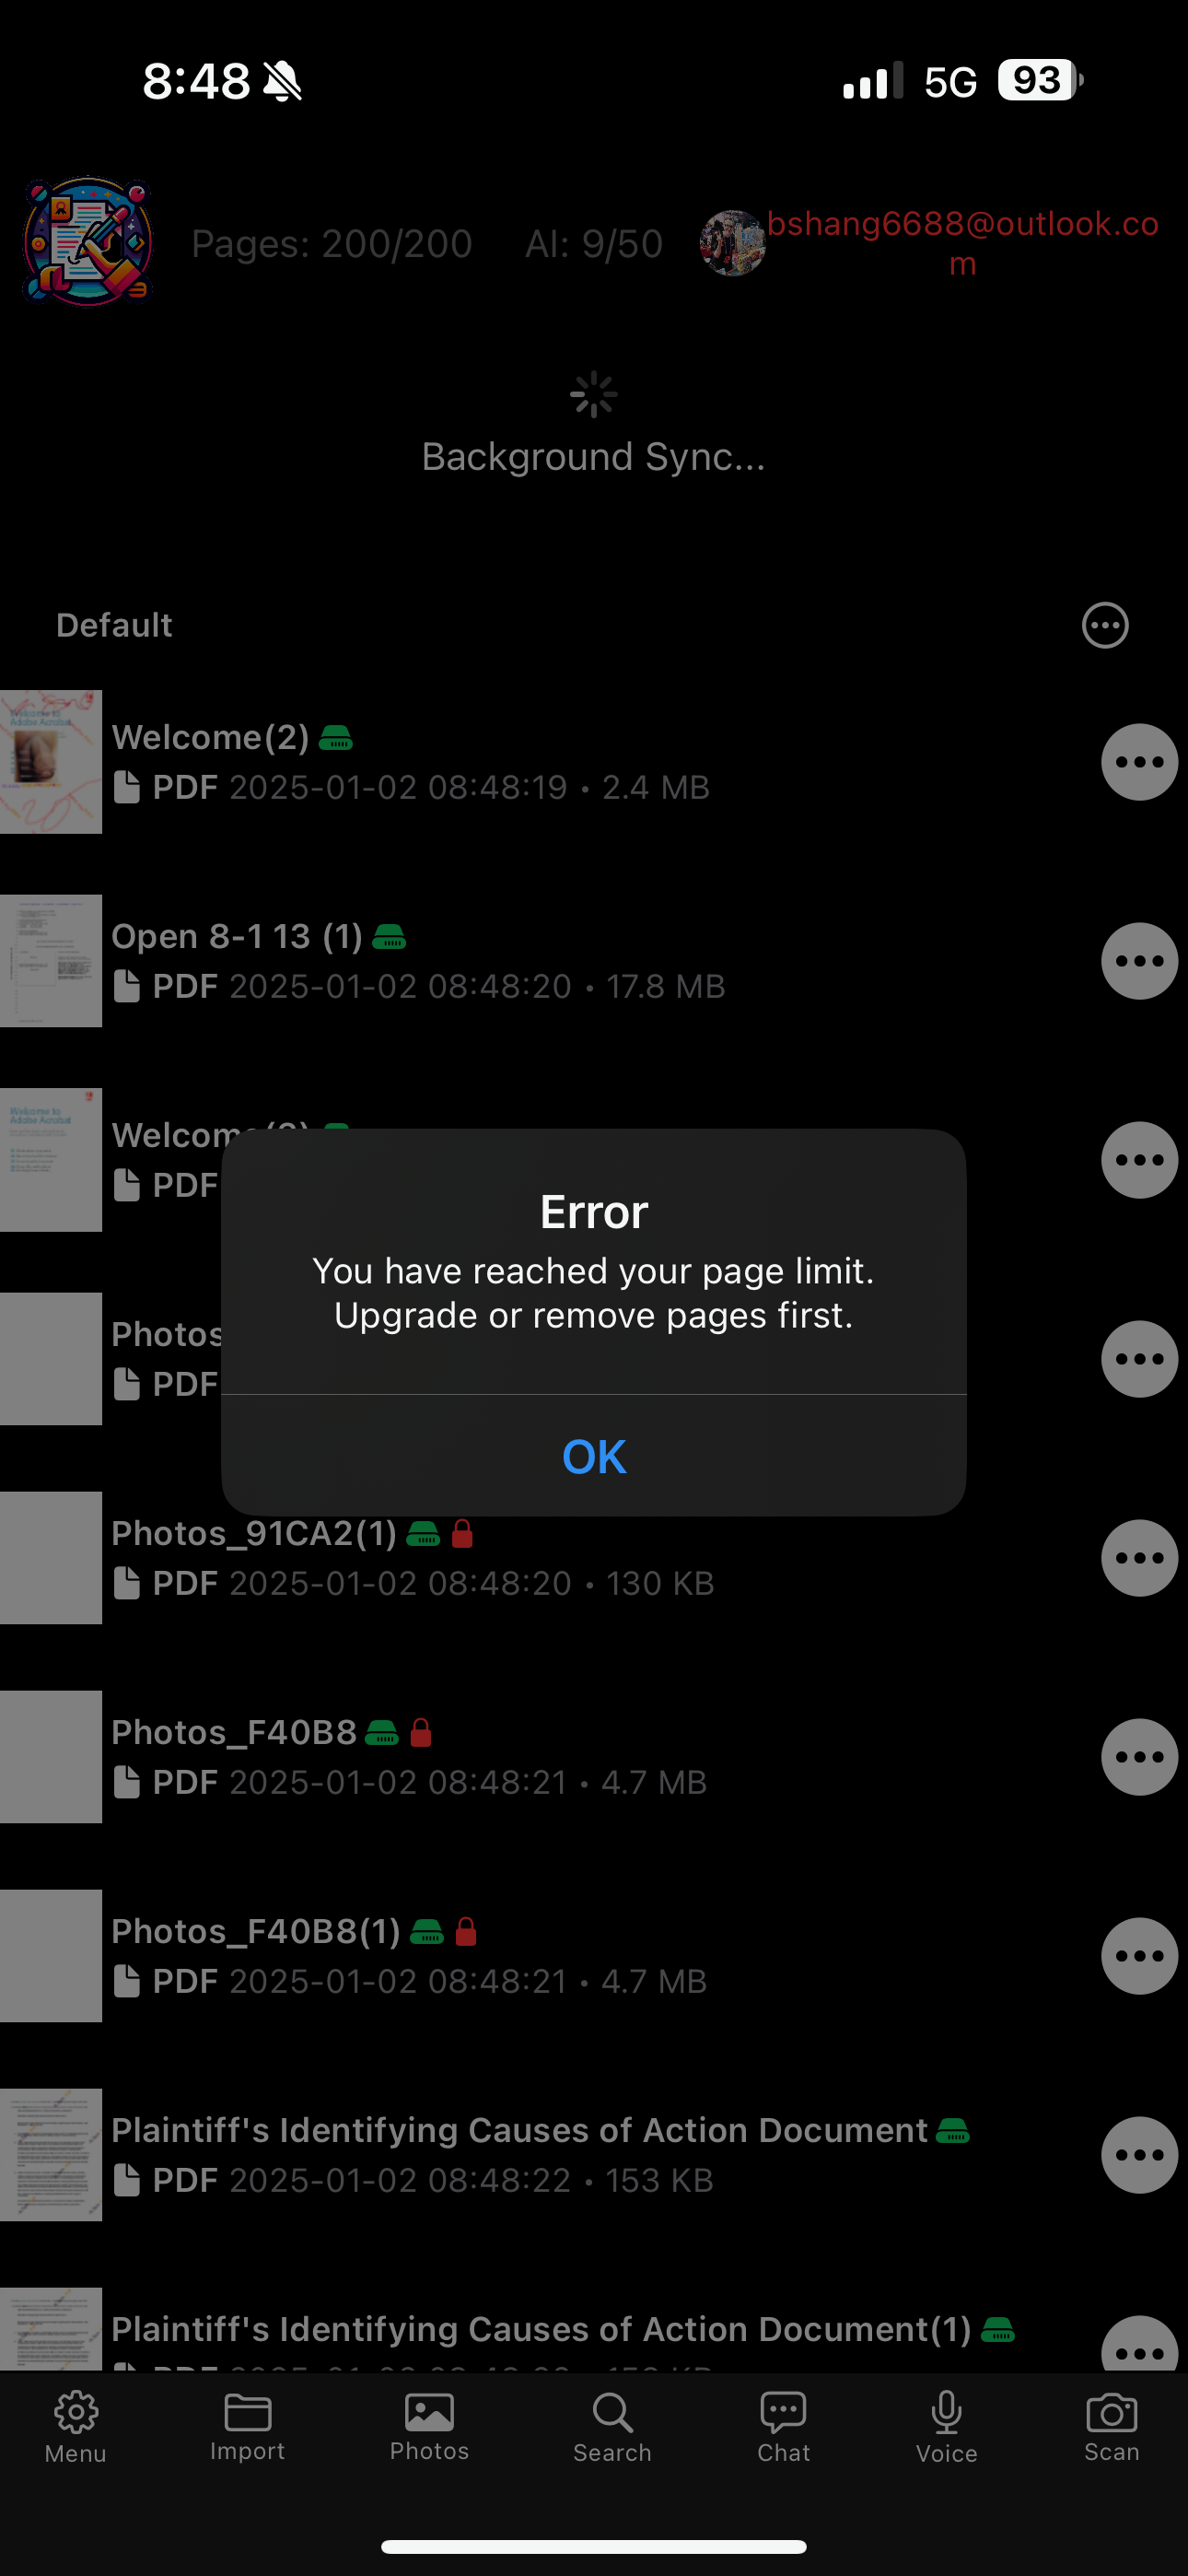 8:48
5G 93
Pages: 200/200 AI: 9/50 bshang6688@outlook.co
m
Background Sync...
Default
Welcome(2)
PDF 2025-01-02 08:48:19 • 2.4 MB
Open 8-1 13 (1)
PDF 2025-01-02 08:48:20 • 17.8 MB
Welcome to
Adobe Acrobat
PDF
Error
You have reached your page limit.
Upgrade or remove pages first.
Photos
PDF
OK
Photos_91CA2(1)
PDF 2025-01-02 08:48:20 • 130 KB
Photos_F40B8
PDF 2025-01-02 08:48:21 • 4.7 MB
Photos_F40B8(1)
PDF 2025-01-02 08:48:21 • 4.7 MB
Plaintiff's Identifying Causes of Action Document
PDF 2025-01-02 08:48:22 • 153 KB
Plaintiff's Identifying Causes of Action Document(1)
Menu Import Photos Search Chat Voice Scan